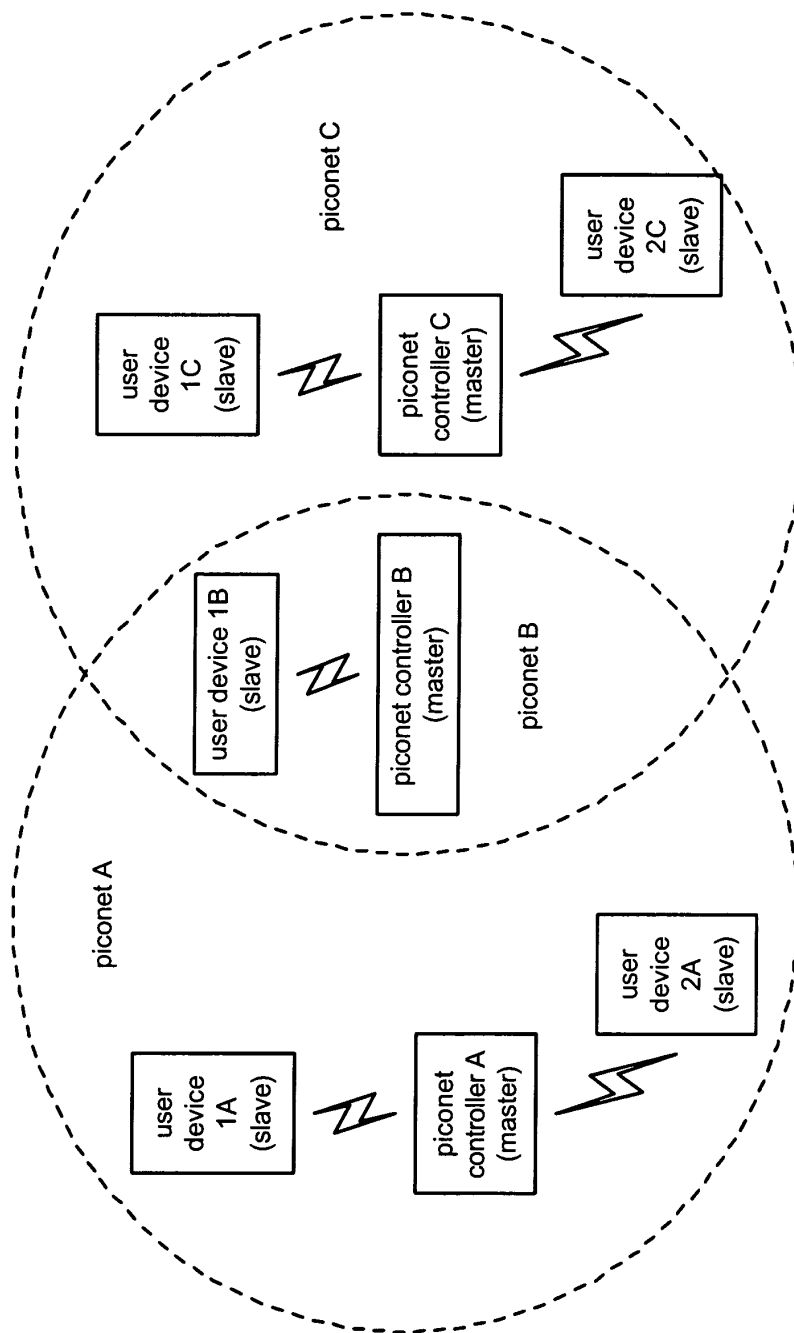 piconet A
user
device
1A
(slave)
piconet
controller A
(master)
user
device
2A
(slave)
user device 1B
(slave)
piconet controller B
(master)
piconet B
user
device
1C
(slave)
piconet C
piconet
controller C
(master)
user
device
2C
(slave)